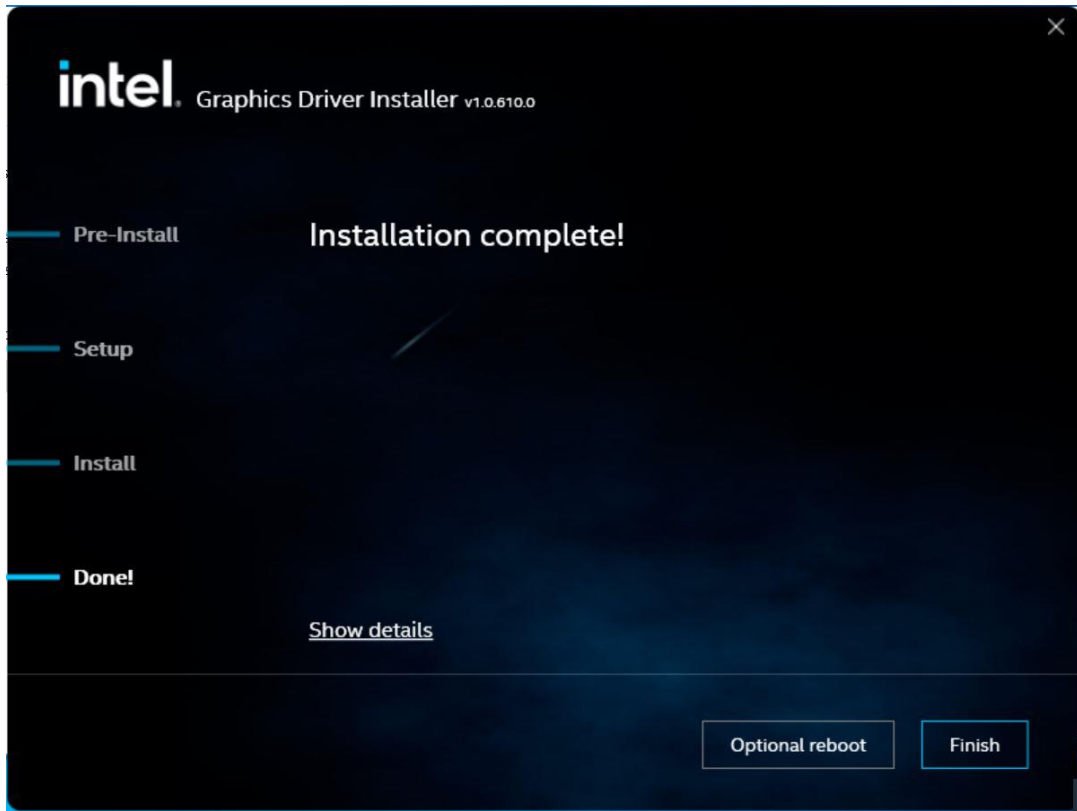 intel. Graphics Driver Installer v1.0.610.0
Pre-Install
Installation complete!
Setup
Install
Done!
Show details
Optional reboot
Finish